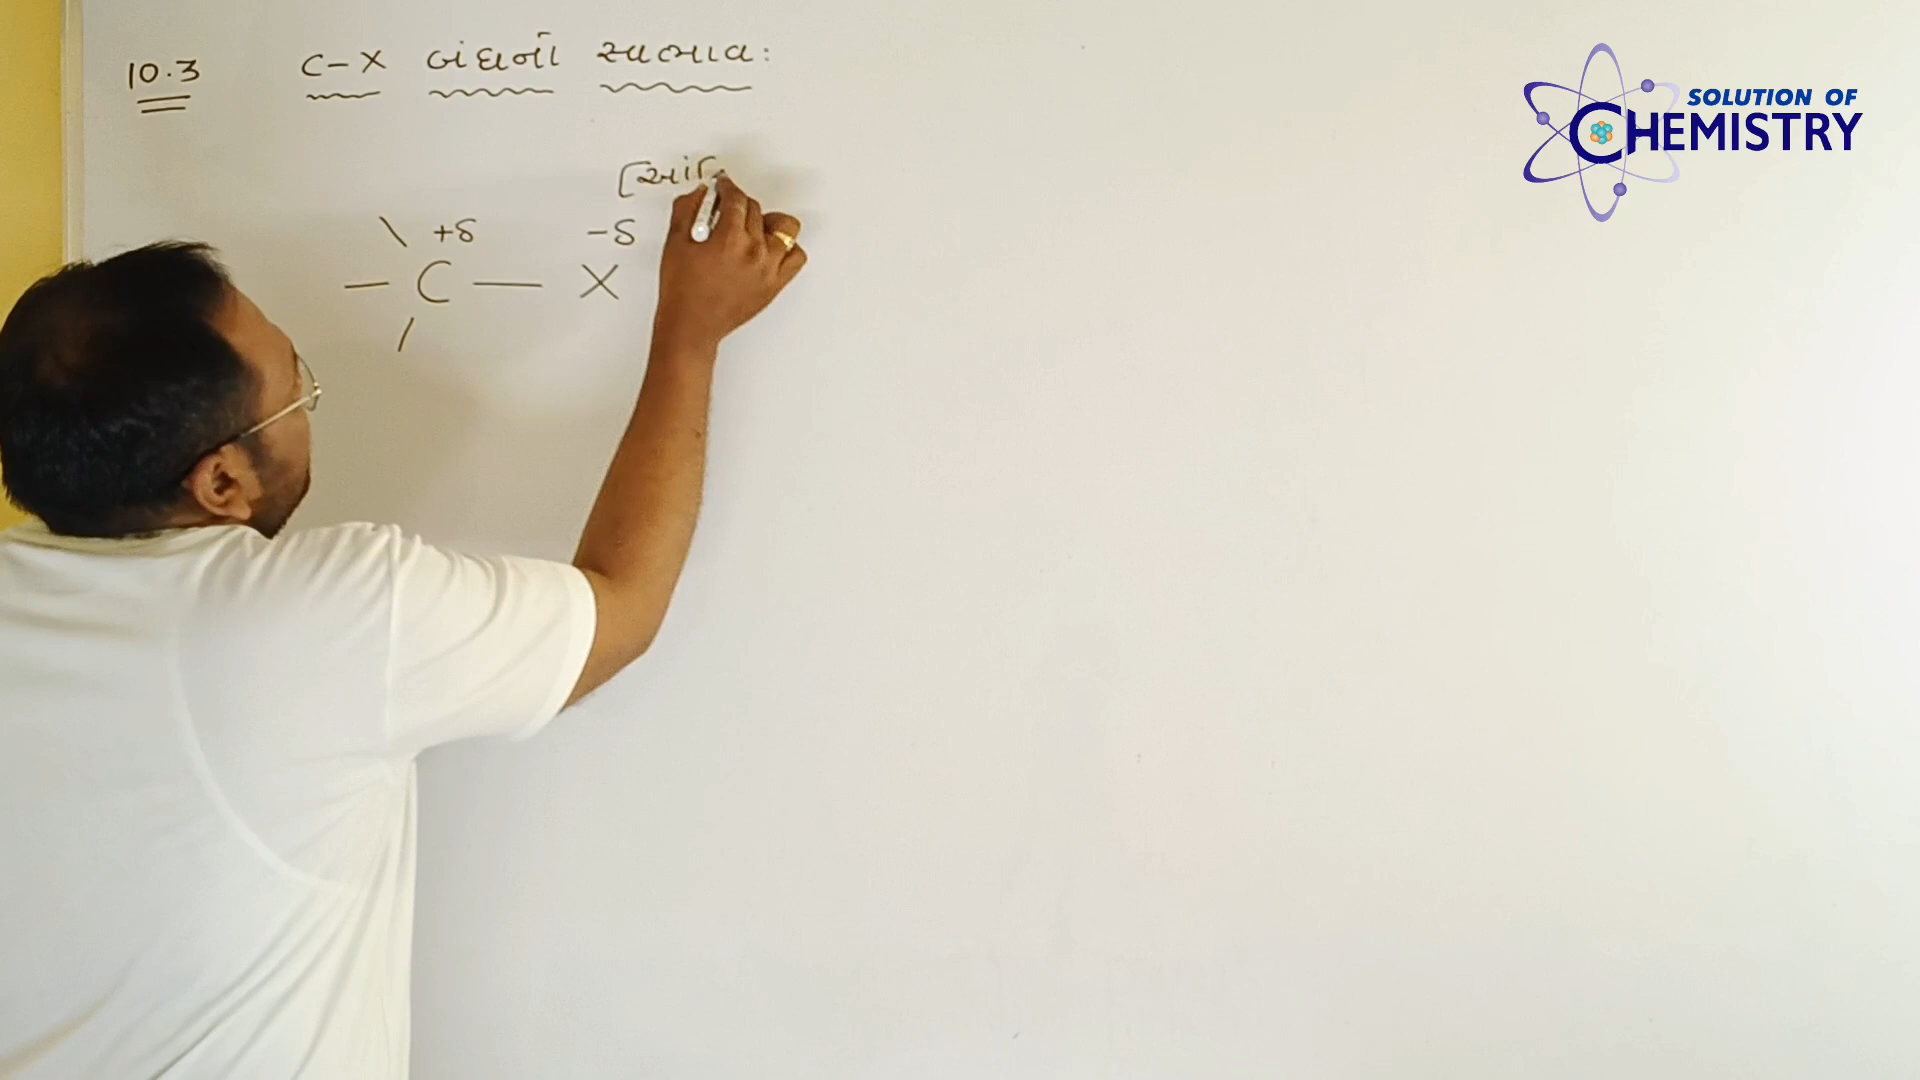 10.3 C-X બંધનો સ્વભાવ:
SOLUTION OF
CHEMISTRY
+δ -δ
— C — X